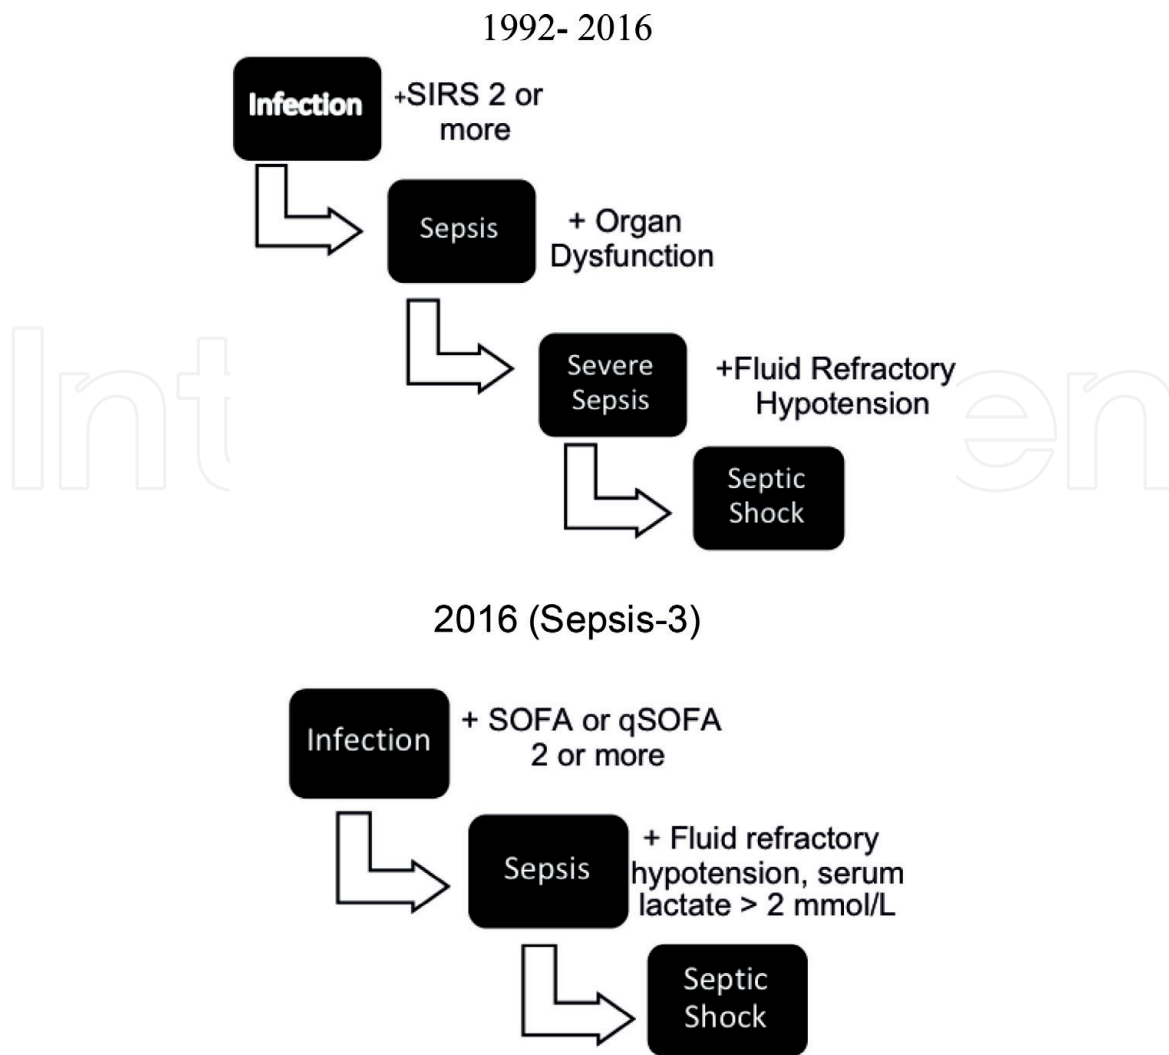 1992- 2016
Infection
+SIRS 2 or
more
Sepsis
+ Organ
Dysfunction
Severe
Sepsis
+Fluid Refractory
Hypotension
Septic
Shock
2016 (Sepsis-3)
Infection
+ SOFA or qSOFA
2 or more
Sepsis
+ Fluid refractory
hypotension, serum
lactate > 2 mmol/L
Septic
Shock